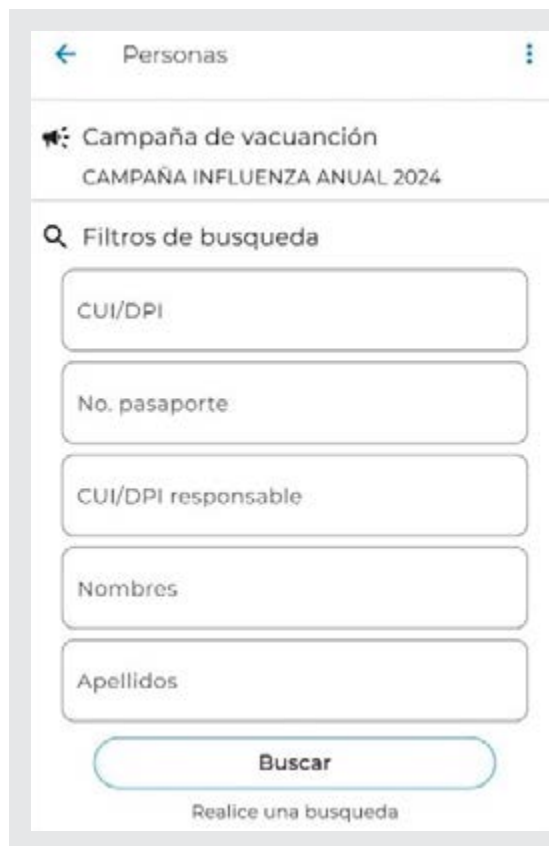 Personas
Campaña de vacuanción
CAMPAÑA INFLUENZA ANUAL 2024
Filtros de busqueda
CUI/DPI
No. pasaporte
CUI/DPI responsable
Nombres
Apellidos
Buscar
Realice una busqueda